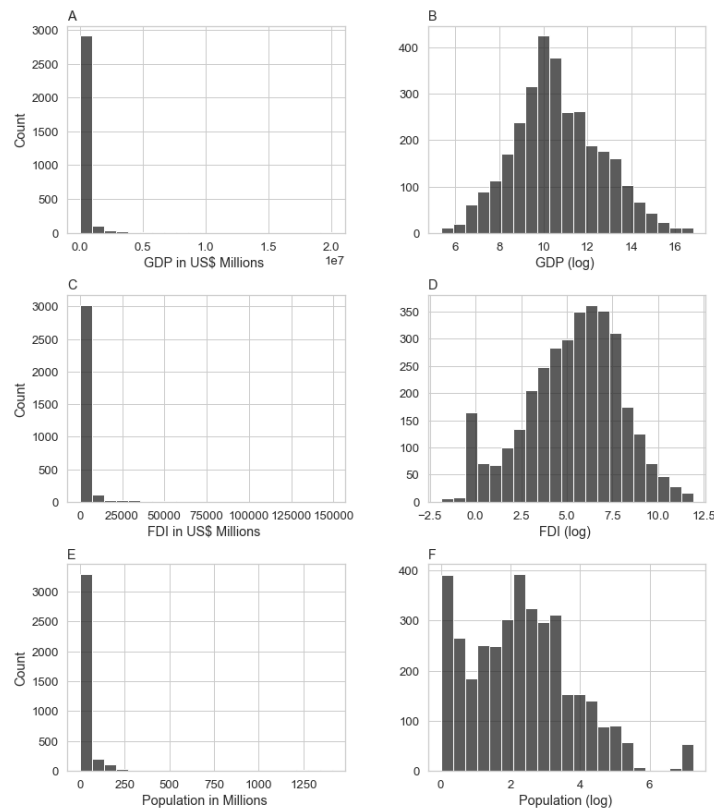 A
3000
2500
2000
1500
1000
500
0
Count
0.0 0.5 1.0 1.5 2.0
1e7
GDP in US$ Millions
B
400
300
200
100
0
6 8 10 12 14 16
GDP (log)
C
3000
2500
2000
1500
1000
500
0
Count
0 25000 50000 75000 100000 125000 150000
FDI in US$ Millions
D
350
300
250
200
150
100
50
0
−2.5 0.0 2.5 5.0 7.5 10.0 12.5
FDI (log)
E
3000
2500
2000
1500
1000
500
0
Count
0 250 500 750 1000 1250
Population in Millions
F
400
300
200
100
0
0 2 4 6
Population (log)